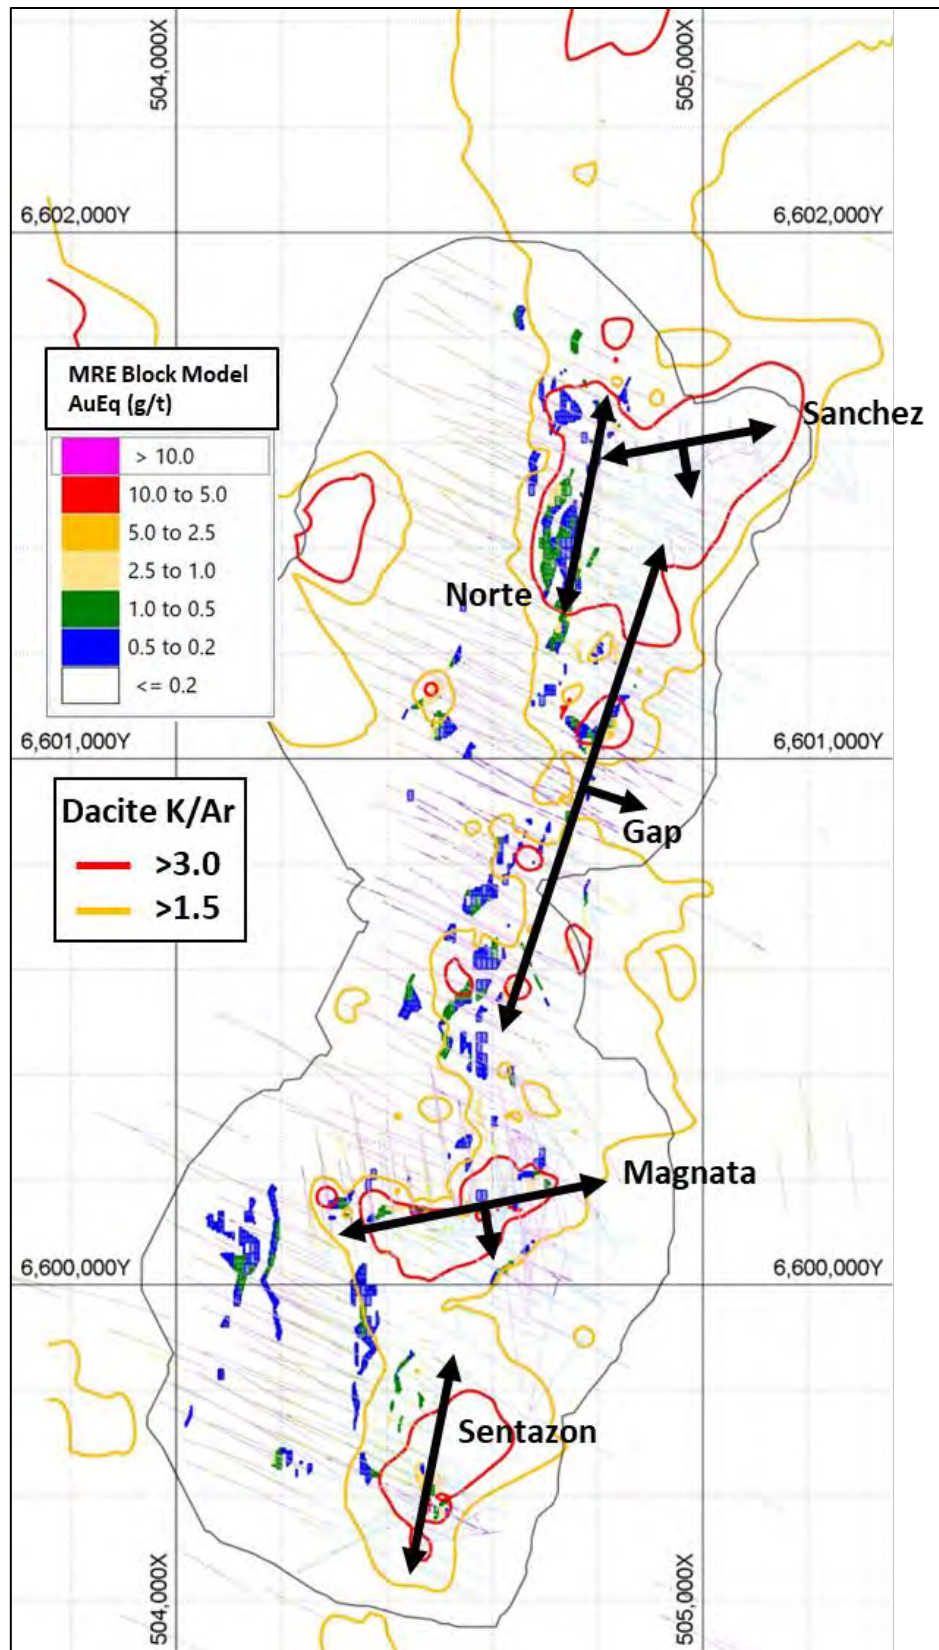 504,000X
505,000X
6,602,000Y
6,602,000Y
MRE Block Model
AuEq (g/t)
> 10.0
10.0 to 5.0
5.0 to 2.5
2.5 to 1.0
1.0 to 0.5
0.5 to 0.2
<= 0.2
Sanchez
Norte
6,601,000Y
6,601,000Y
Dacite K/Ar
>3.0
>1.5
Gap
Magnata
6,600,000Y
6,600,000Y
Sentazon
504,000X
505,000X